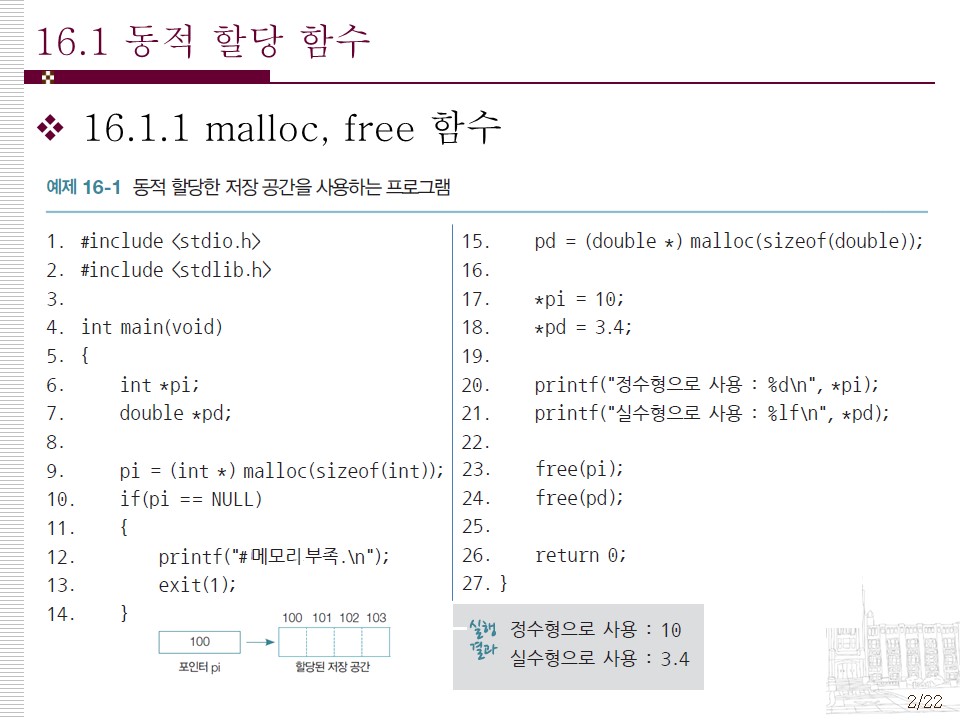 16.1 동적 할당 함수
❖ 16.1.1 malloc, free 함수
예제 16-1 동적 할당한 저장 공간을 사용하는 프로그램
1. #include <stdio.h>
2. #include <stdlib.h>
3.
4. int main(void)
5. {
6. int *pi;
7. double *pd;
8.
9. pi = (int *) malloc(sizeof(int));
10. if(pi == NULL)
11. {
12. printf("#메모리 부족.\n");
13. exit(1);
14. }
100 101 102 103
100
포인터 pi 할당된 저장 공간
15. pd = (double *) malloc(sizeof(double));
16.
17. *pi = 10;
18. *pd = 3.4;
19.
20. printf("정수형으로 사용 : %d\n", *pi);
21. printf("실수형으로 사용 : %lf\n", *pd);
22.
23. free(pi);
24. free(pd);
25.
26. return 0;
27. }
실행
결과
정수형으로 사용 : 10
실수형으로 사용 : 3.4
2/22